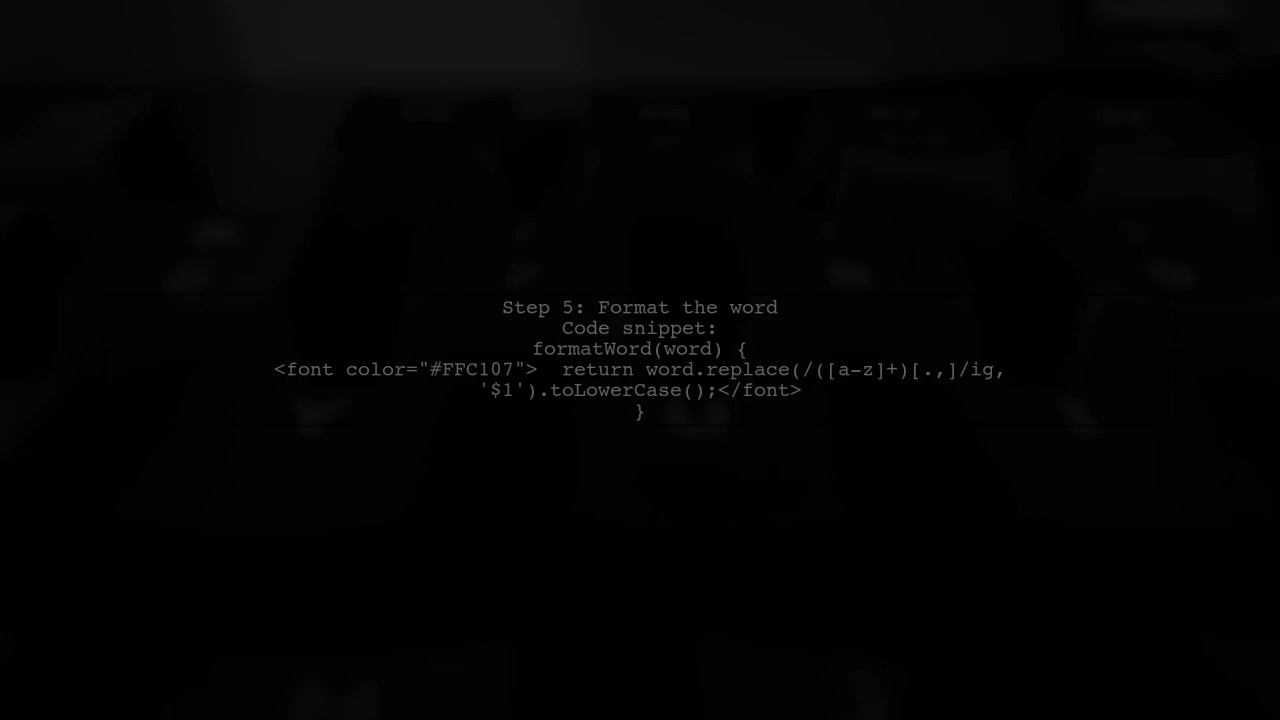 Step 5: Format the word
Code snippet:
formatWord(word) {
<font color="#FFC107">  return word.replace(/([a-z]+)[.,]/ig,
'$1').toLowerCase();</font>
}